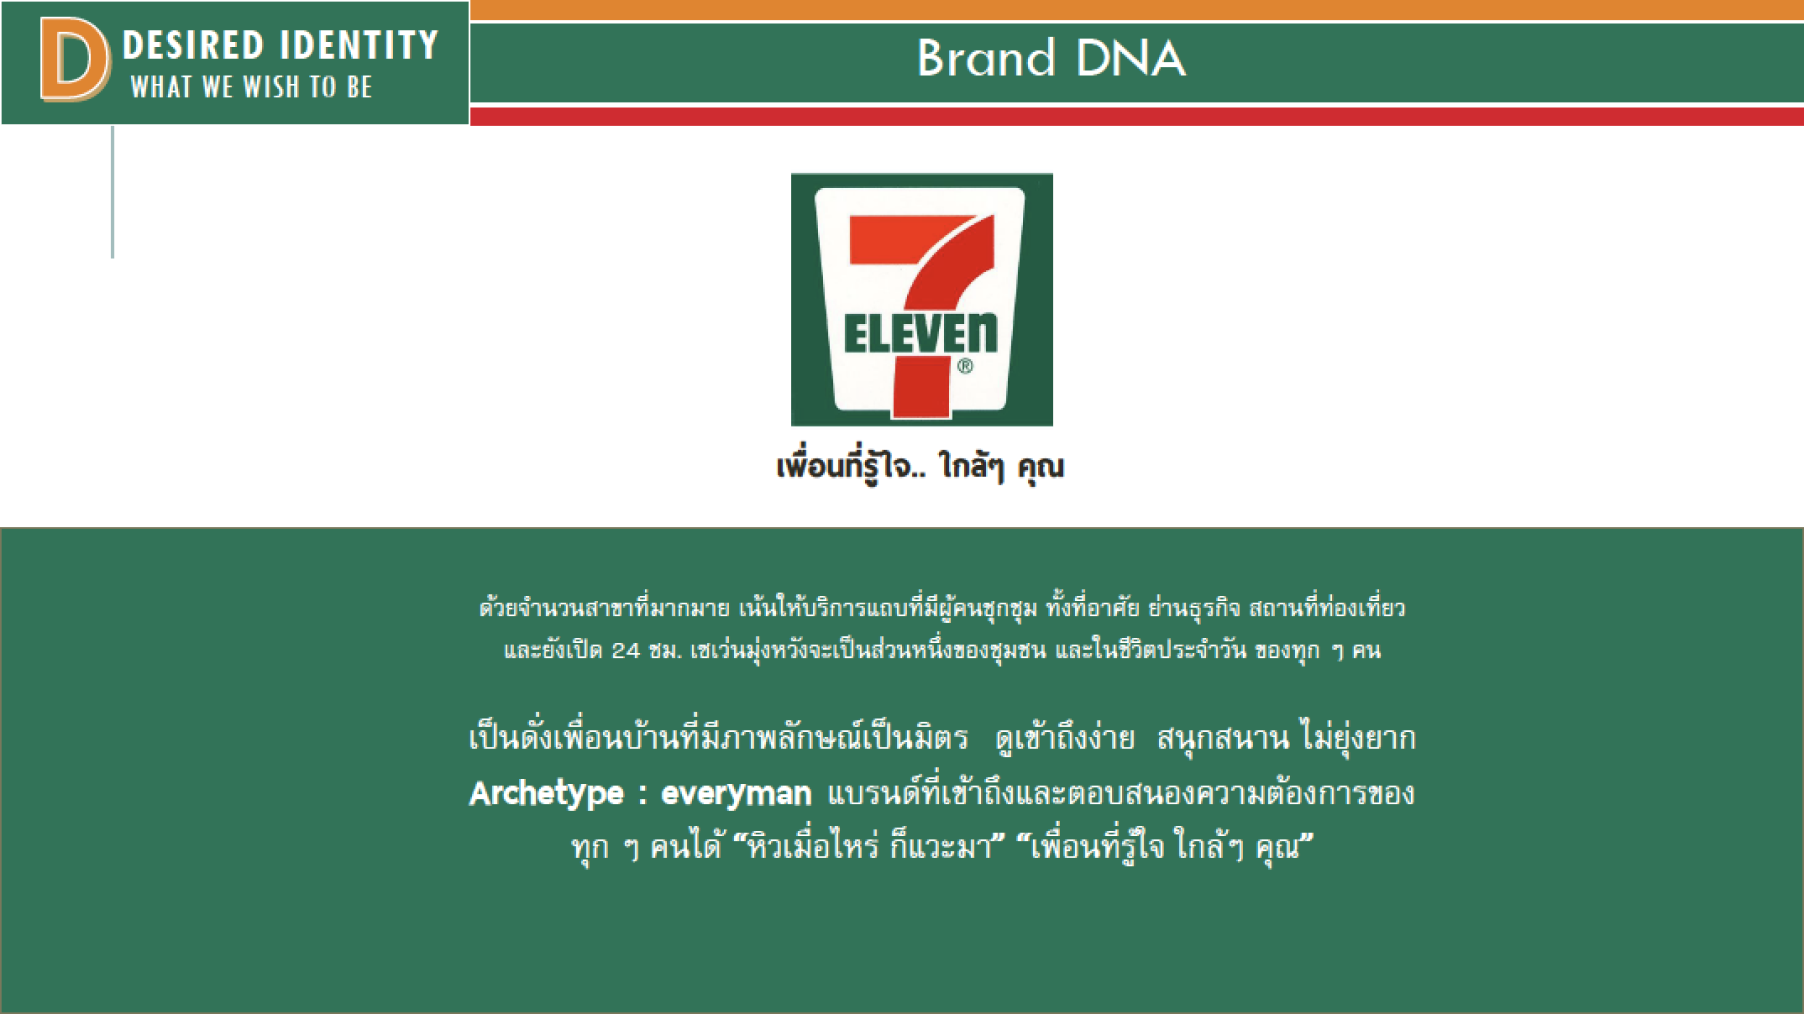 D DESIRED IDENTITY
WHAT WE WISH TO BE
Brand DNA
7
ELEVEn
®
เพื่อนที่รู้ใจ.. ใกล้ๆ คุณ
ด้วยจำนวนสาขาที่มากมาย เน้นให้บริการแถบที่มีผู้คนชุกชุม ทั้งที่อาศัย ย่านธุรกิจ สถานที่ท่องเที่ยว
และยังเปิด 24 ชม. เซเว่นมุ่งหวังจะเป็นส่วนหนึ่งของชุมชน และในชีวิตประจำวัน ของทุก ๆ คน
เป็นดั่งเพื่อนบ้านที่มีภาพลักษณ์เป็นมิตร ดูเข้าถึงง่าย สนุกสนาน ไม่ยุ่งยาก
Archetype : everyman แบรนด์ที่เข้าถึงและตอบสนองความต้องการของ
ทุก ๆ คนได้ “หิวเมื่อไหร่ ก็แวะมา” “เพื่อนที่รู้ใจ ใกล้ๆ คุณ”